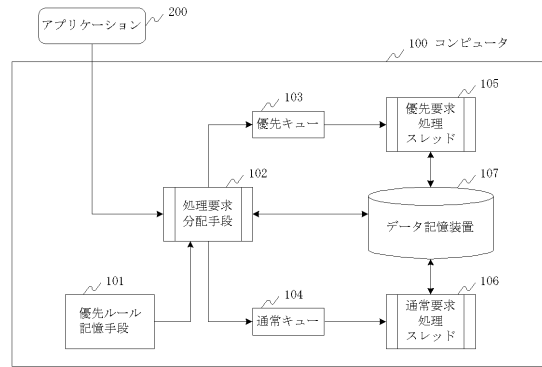 200
アプリケーション
100 コンピュータ
103
優先キュー
105
優先要求
処理
スレッド
102
処理要求
分配手段
107
データ記憶装置
101
優先ルール
記憶手段
104
通常キュー
106
通常要求
処理
スレッド